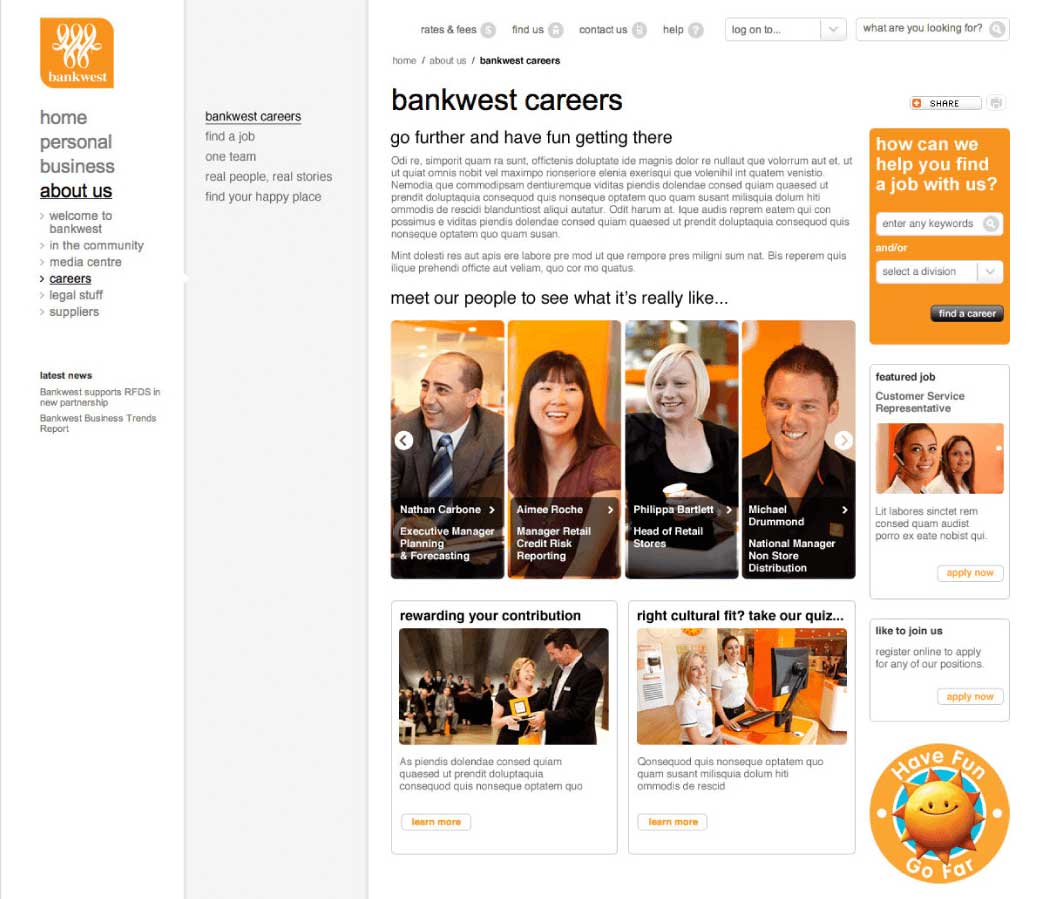 bankwest
home
personal
business
about us
welcome to
bankwest
in the community
media centre
careers
legal stuff
suppliers
latest news
Bankwest supports RFDS in
new partnership
Bankwest Business Trends
Report
bankwest careers
find a job
one team
real people, real stories
find your happy place
rates & fees $ find us contact us help ? log on to... what are you looking for?
home / about us / bankwest careers
bankwest careers
SHARE
go further and have fun getting there
Odi re, simporit quam ra sunt, offictenis doluptate ide magnis dolor re nullaut que volorrum aut et, ut
ut quiat omnis nobit vel maximpo rionseriore elenia exerisqui que volenihil int quatem venistio.
Nemodia que commodipsam dentiuremque viditas piendis dolendae consed quiam quaesed ut
prendit doluptaquia consequod quis nonseque optatem quo quam susant milisquia dolum hiti
ommodis de rescidi blanduntiost aliqui autatur. Odit harum at. Ique audis reprem eatem qui con
possimus e viditas piendis dolendae consed quiam quaesed ut prendit doluptaquia consequod quis
nonseque optatem quo quam susan.
Mint dolesti res aut apis ere labore pre mod ut que rempore pres miligni sum nat. Bis reperem quis
ilique prehendi officte aut veliam, quo cor mo quatus.
meet our people to see what it's really like...
Nathan Carbone
Executive Manager
Planning
& Forecasting
Aimee Roche
Manager Retail
Credit Risk
Reporting
Philippa Bartlett
Head of Retail
Stores
Michael
Drummond
National Manager
Non Store
Distribution
rewarding your contribution
As piendis dolendae consed quiam
quaesed ut prendit doluptaquia
consequod quis nonseque optatem quo
learn more
right cultural fit? take our quiz...
Qonsequod quis nonseque optatem quo
quam susant milisquia dolum hiti
ommodis de rescid
learn more
how can we
help you find
a job with us?
enter any keywords
and/or
select a division
find a career
featured job
Customer Service
Representative
Lit labores sinctet rem
consed quam audist
porro ex eate nobist qui.
apply now
like to join us
register online to apply
for any of our positions.
apply now
Have Fun
Go Far